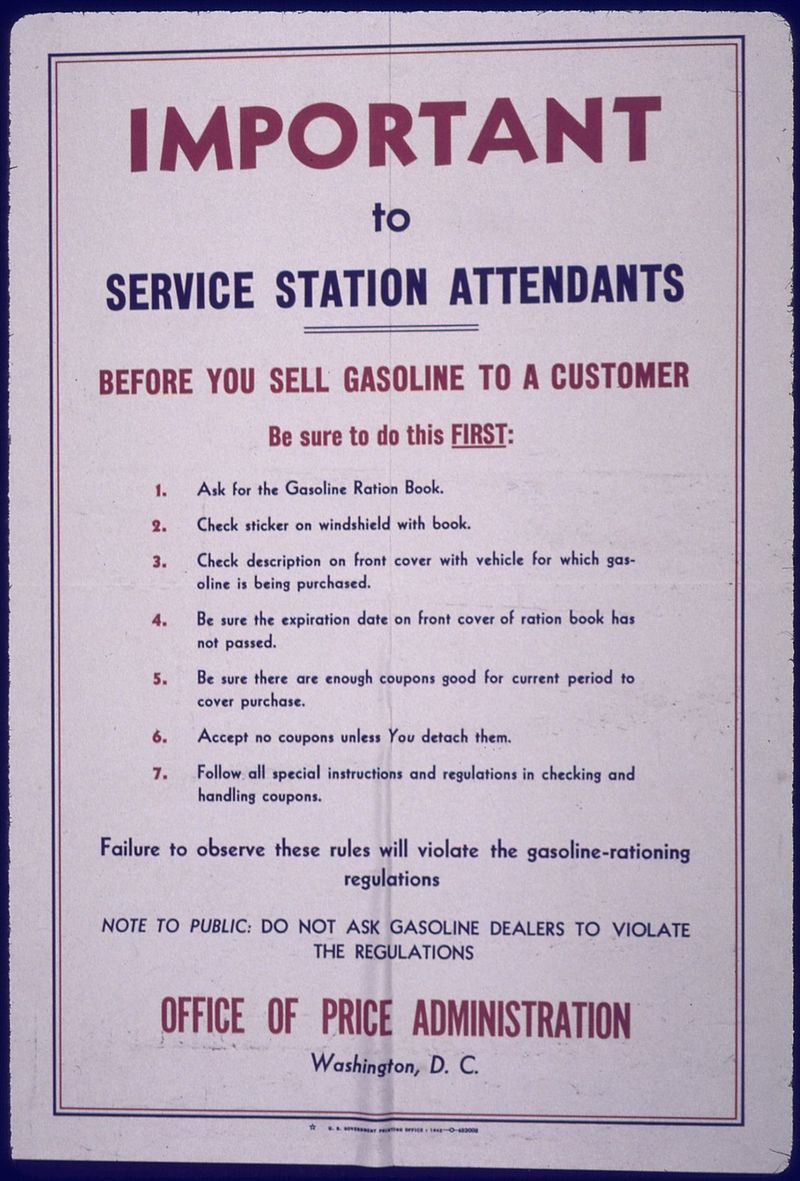 IMPORTANT
to
SERVICE STATION ATTENDANTS
BEFORE YOU SELL GASOLINE TO A CUSTOMER
Be sure to do this FIRST:
1. Ask for the Gasoline Ration Book.
2. Check sticker on windshield with book.
3. Check description on front cover with vehicle for which gas-
oline is being purchased.
4. Be sure the expiration date on front cover of ration book has
not passed.
5. Be sure there are enough coupons good for current period to
cover purchase.
6. Accept no coupons unless You detach them.
7. Follow all special instructions and regulations in checking and
handling coupons.
Failure to observe these rules will violate the gasoline-rationing
regulations
NOTE TO PUBLIC: DO NOT ASK GASOLINE DEALERS TO VIOLATE
THE REGULATIONS
OFFICE OF PRICE ADMINISTRATION
Washington, D. C.
☆ U. S. GOVERNMENT PRINTING OFFICE : 1942